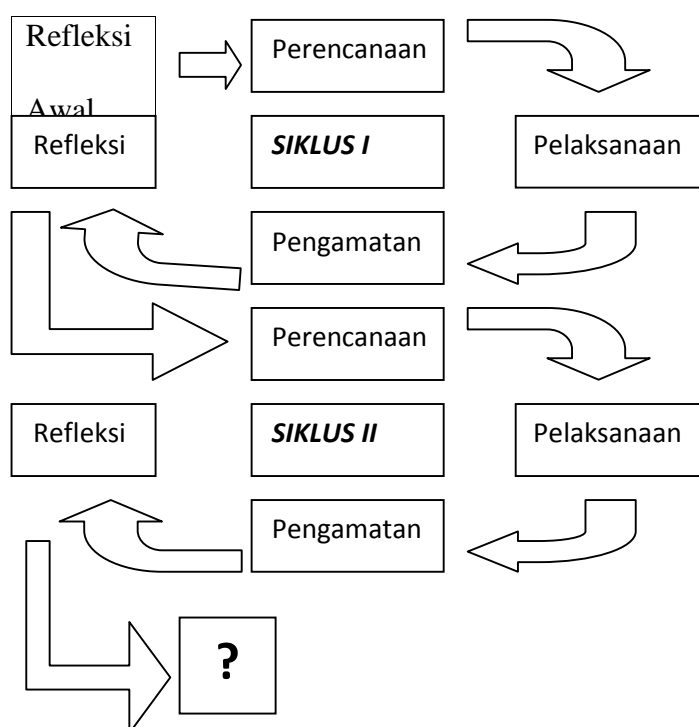 Refleksi
Awal
Perencanaan
Refleksi
SIKLUS I
Pelaksanaan
Pengamatan
Perencanaan
Refleksi
SIKLUS II
Pelaksanaan
Pengamatan
?